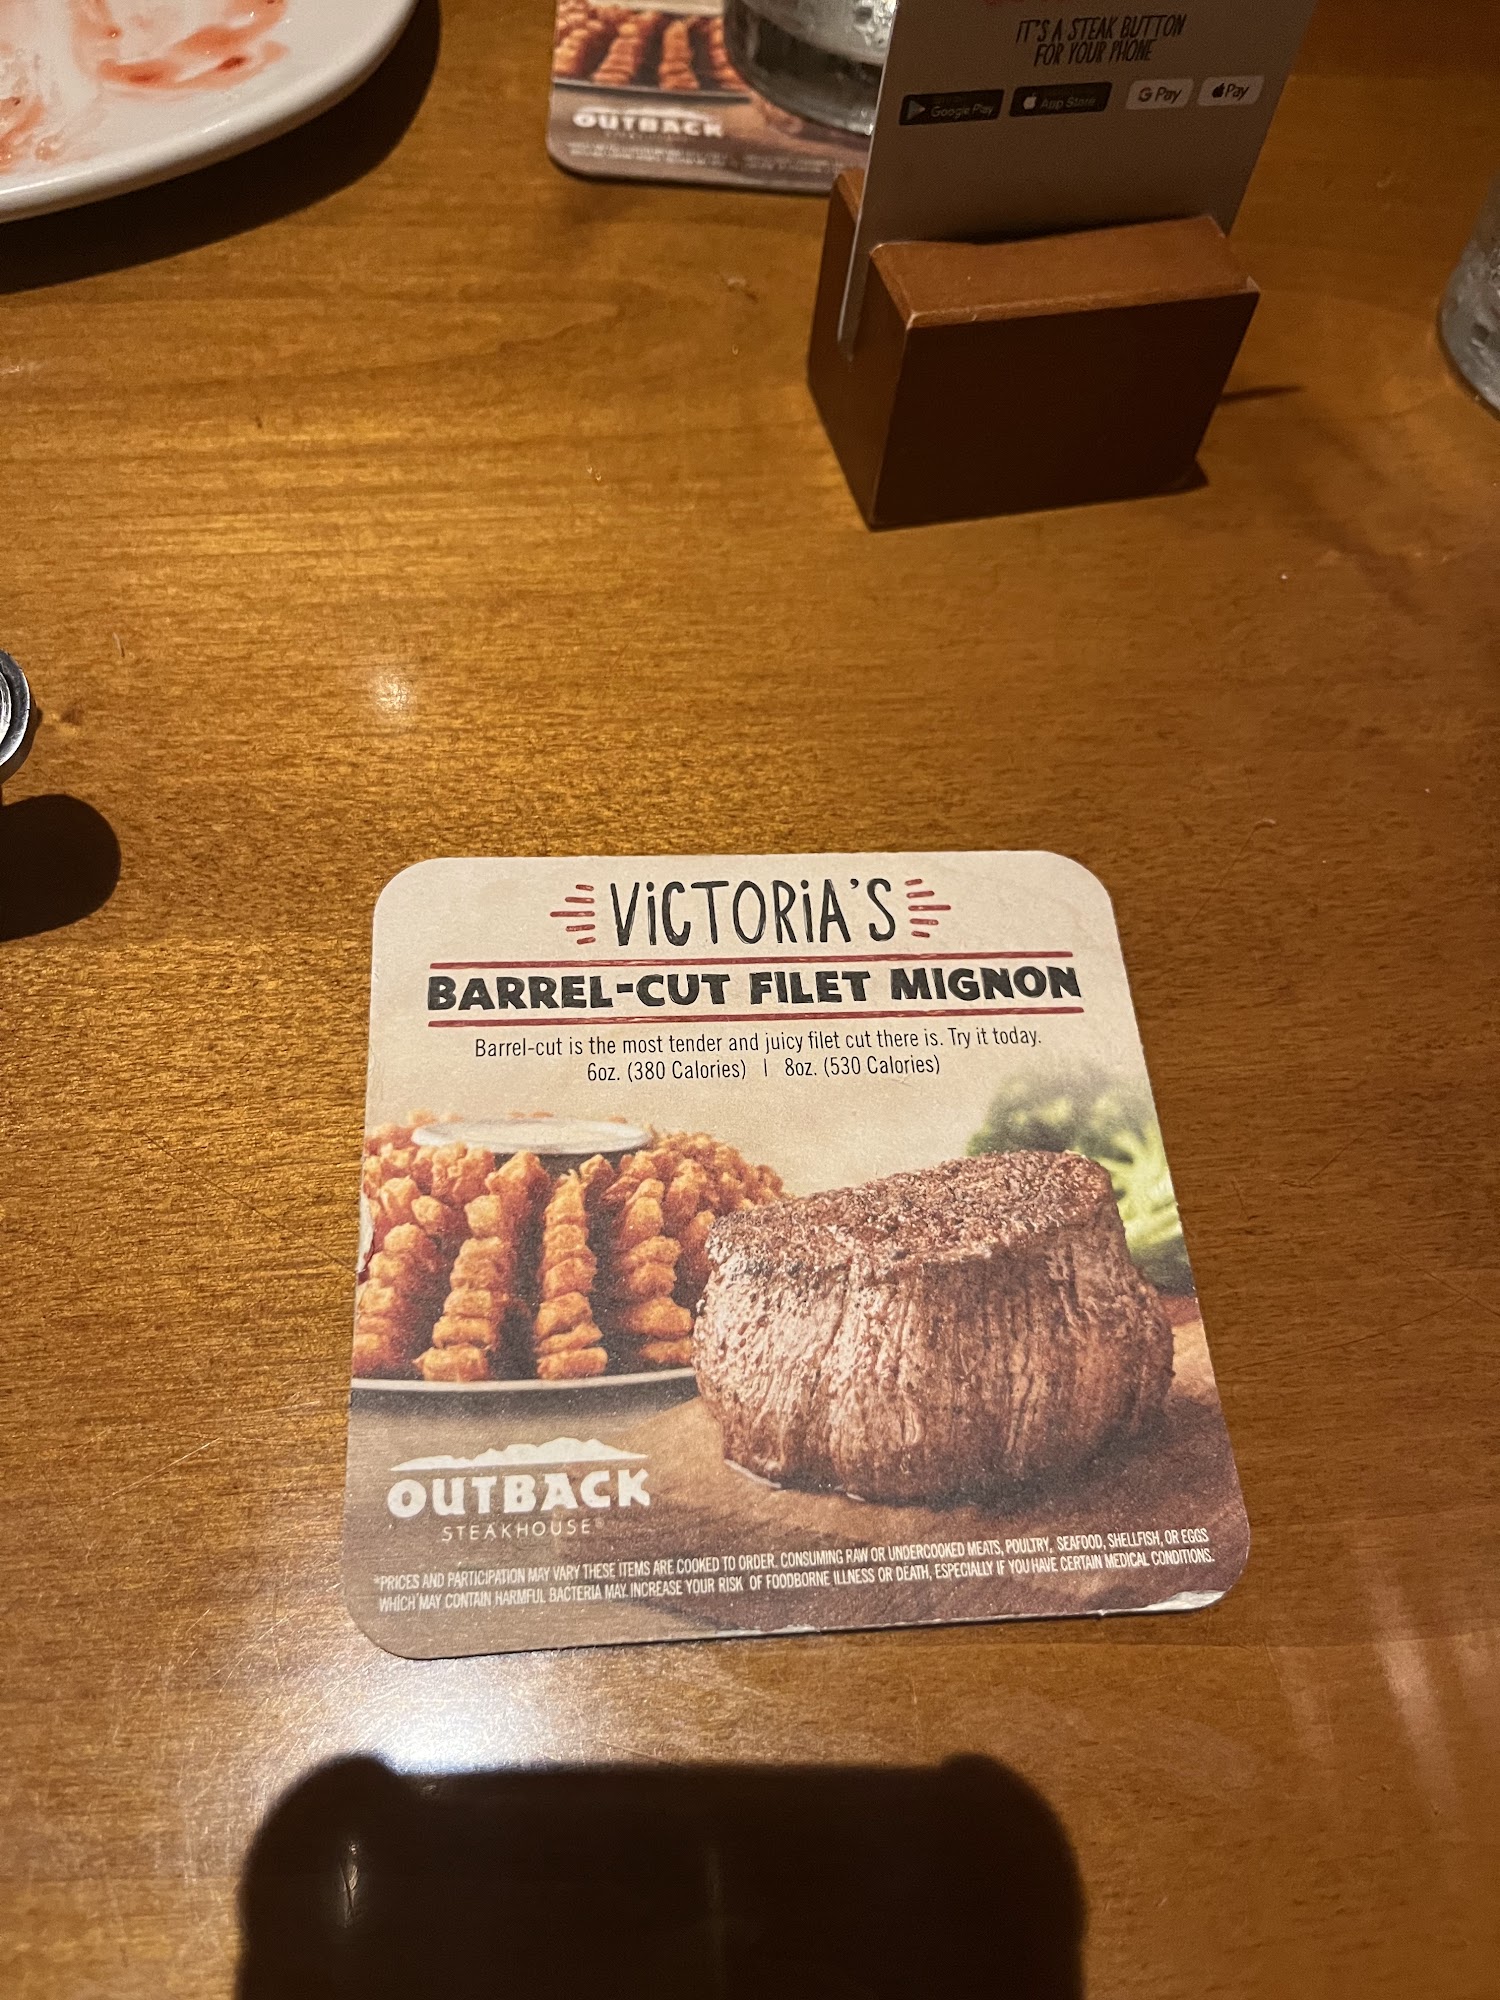 IT'S A STEAK BUTTON
FOR YOUR PHONE
Google Play
App Store
G Pay
Pay
OUTBACK
VICTORIA'S
BARREL-CUT FILET MIGNON
Barrel-cut is the most tender and juicy filet cut there is. Try it today.
6oz. (380 Calories) | 8oz. (530 Calories)
OUTBACK
STEAKHOUSE®
*PRICES AND PARTICIPATION MAY VARY THESE ITEMS ARE COOKED TO ORDER. CONSUMING RAW OR UNDERCOOKED MEATS, POULTRY, SEAFOOD, SHELLFISH, OR EGGS
WHICH MAY CONTAIN HARMFUL BACTERIA MAY INCREASE YOUR RISK OF FOODBORNE ILLNESS OR DEATH, ESPECIALLY IF YOU HAVE CERTAIN MEDICAL CONDITIONS.